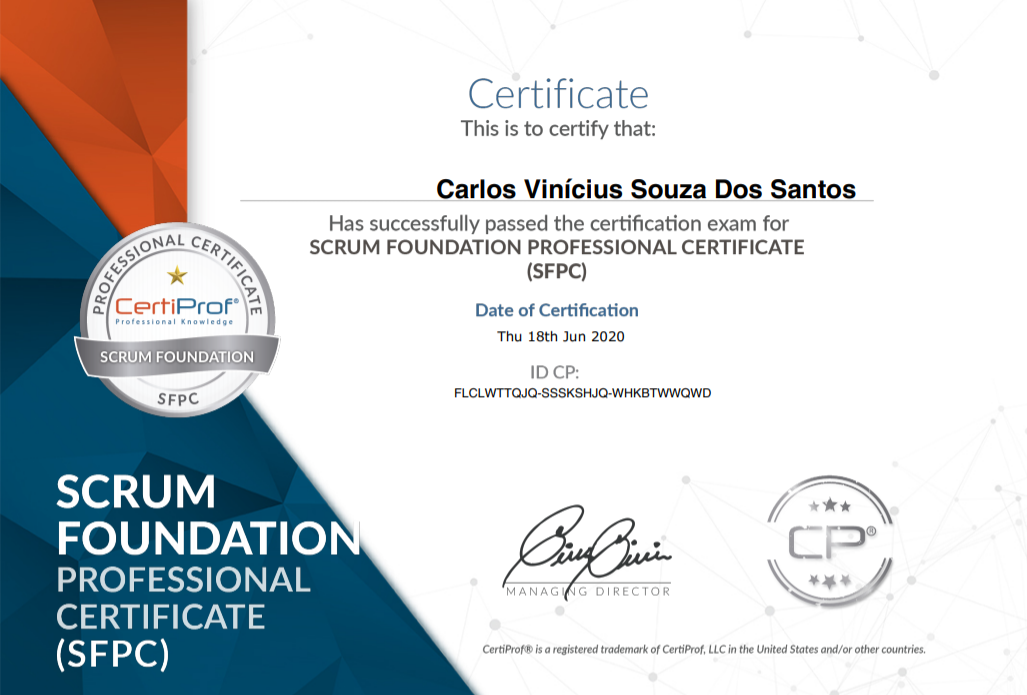 Certificate
This is to certify that:
Carlos Vinícius Souza Dos Santos
Has successfully passed the certification exam for
SCRUM FOUNDATION PROFESSIONAL CERTIFICATE
(SFPC)
Date of Certification
Thu 18th Jun 2020
ID CP:
FLCLWTTQJQ-SSSKSHJQ-WHKBTWWQWD
PROFESSIONAL CERTIFICATE
CertiProf®
Professional Knowledge
SCRUM FOUNDATION
SFPC
SCRUM
FOUNDATION
PROFESSIONAL
CERTIFICATE
(SFPC)
MANAGING DIRECTOR
CP®
CertiProf® is a registered trademark of CertiProf, LLC in the United States and/or other countries.